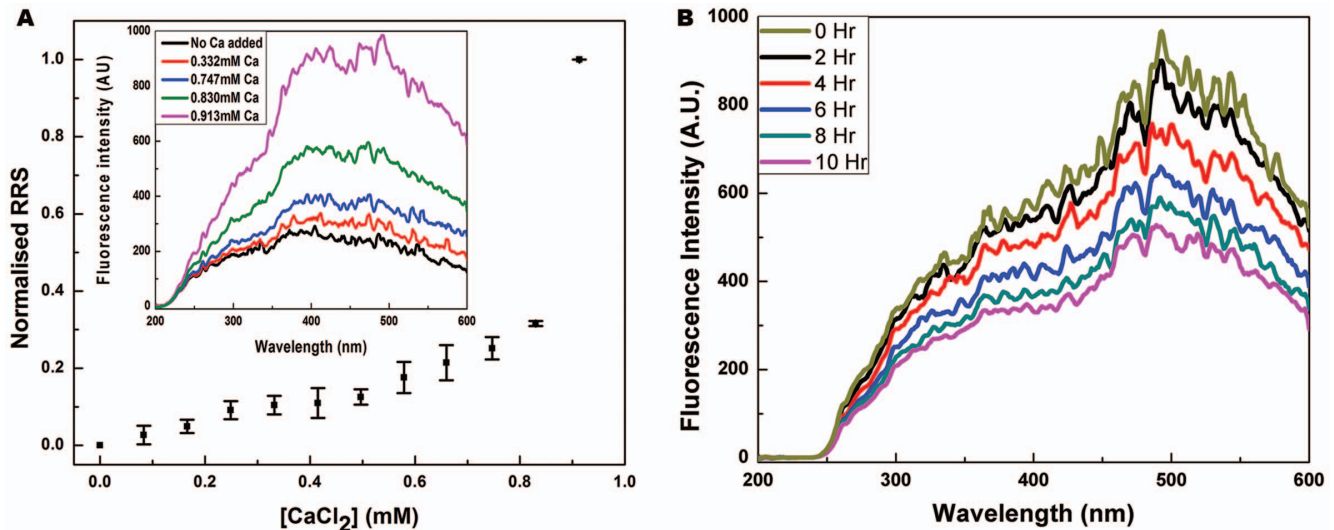 A
Normalised RRS
1.0
0.8
0.6
0.4
0.2
0.0
0.0 0.2 0.4 0.6 0.8 1.0
[CaCl2] (mM)
Fluorescence intensity (AU)
1000
900
800
600
400
300
200
100
0
No Ca added
0.332mM Ca
0.747mM Ca
0.830mM Ca
0.913mM Ca
200 300 400 500 600
Wavelength (nm)
B
Fluorescence Intensity (A.U.)
1000
800
600
400
200
0
0 Hr
2 Hr
4 Hr
6 Hr
8 Hr
10 Hr
200 300 400 500 600
Wavelength (nm)